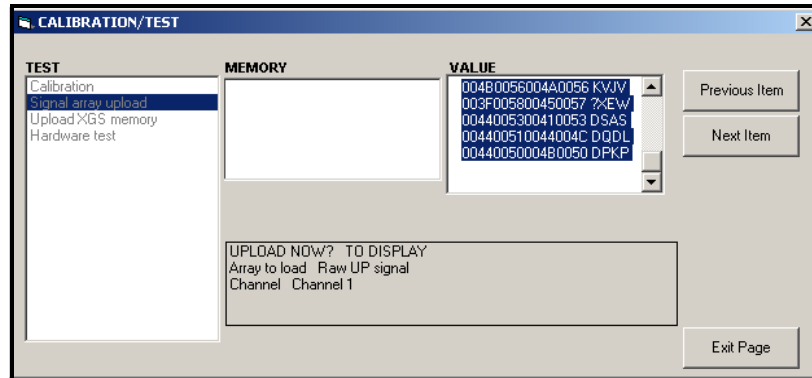 CALIBRATION/TEST
TEST
Calibration
Signal array upload
Upload XGS memory
Hardware test
MEMORY
VALUE
004B0056004A0056 KVJV
003F005800450057 ?XEW
0044005300410053 DSAS
004400510044004C DQDL
00440050004B0050 DPKP
Previous Item
Next Item
UPLOAD NOW? TO DISPLAY
Array to load Raw UP signal
Channel Channel 1
Exit Page